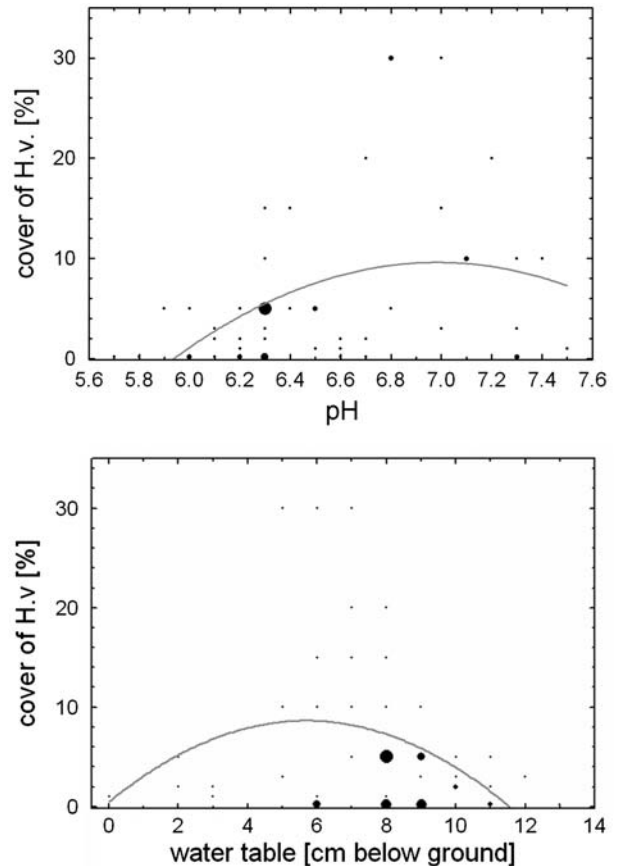 cover of H.v. [%]
30
20
10
0
5.6 5.8 6.0 6.2 6.4 6.6 6.8 7.0 7.2 7.4 7.6
pH
cover of H.v [%]
30
20
10
0
0 2 4 6 8 10 12 14
water table [cm below ground]